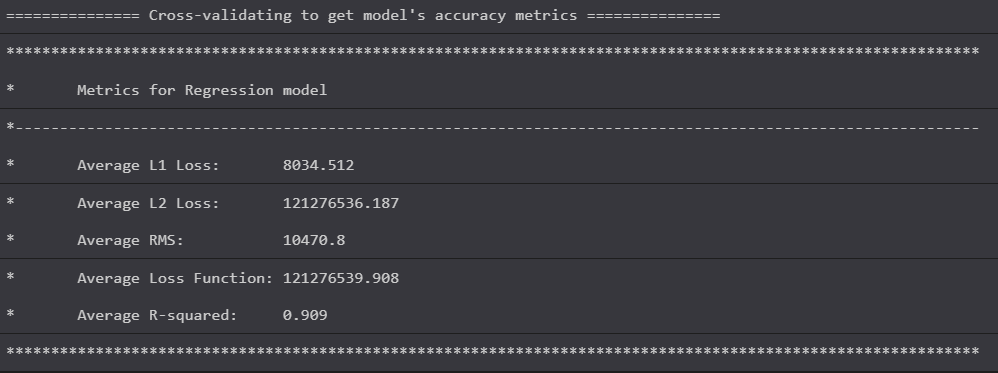 =============== Cross-validating to get model's accuracy metrics ===============
*************************************************************************************************************
*       Metrics for Regression model
*------------------------------------------------------------------------------------------------------------
*       Average L1 Loss:       8034.512
*       Average L2 Loss:       121276536.187
*       Average RMS:           10470.8
*       Average Loss Function: 121276539.908
*       Average R-squared:     0.909
*************************************************************************************************************